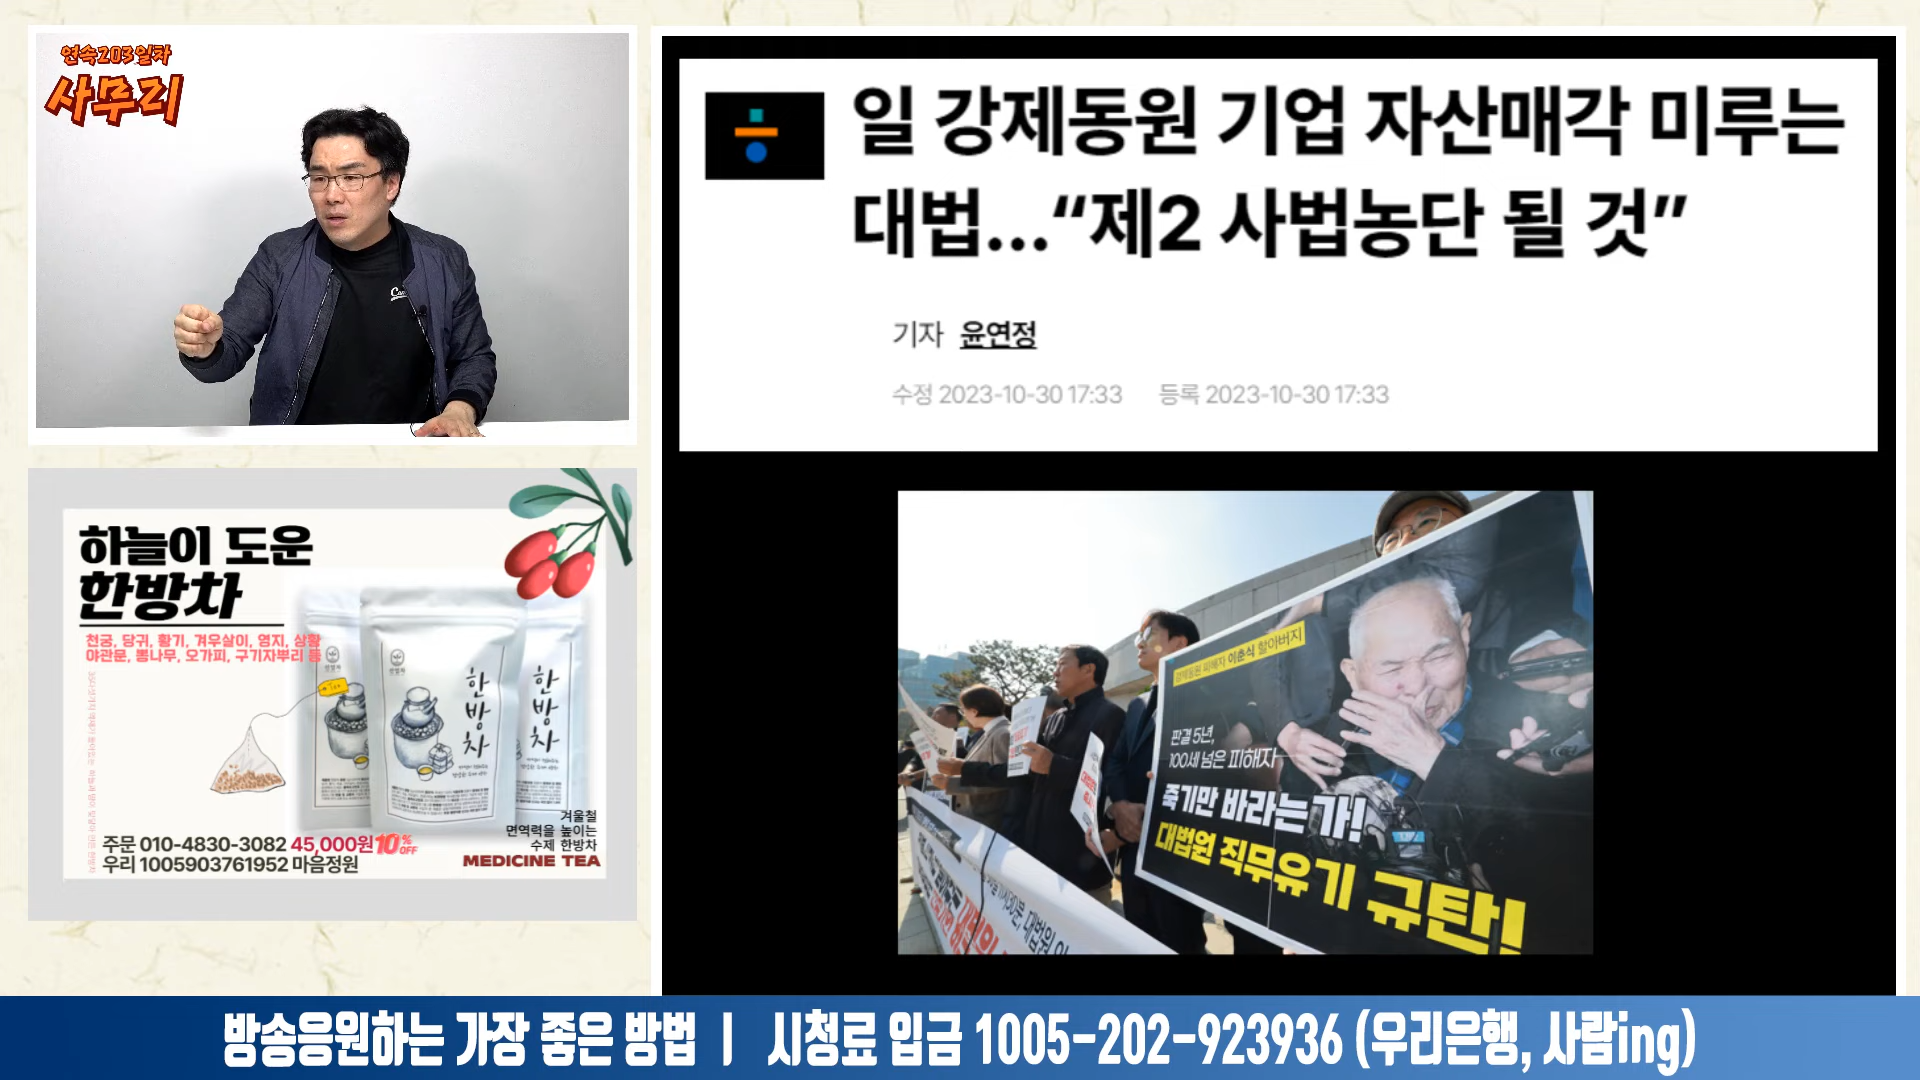 연속203일차
사무리
일 강제동원 기업 자산매각 미루는
대법...“제2 사법농단 될 것”
기자 윤연정
수정 2023-10-30 17:33 등록 2023-10-30 17:33
강제동원 피해자 이춘식 할아버지
판결 5년,
100세 넘은 피해자
죽기만 바라는가!
대법원 직무유기 규탄!
하늘이 도운
한방차
천궁, 당귀, 황기, 겨우살이, 영지, 상황
야관문, 뽕나무, 오가피, 구기자뿌리 등
Tea
한방차
한방차
겨울철
면역력을 높이는
수제 한방차
MEDICINE TEA
주문 010-4830-3082 45,000원 10% OFF
우리 1005903761952 마음정원
방송응원하는 가장 좋은 방법 | 시청료 입금 1005-202-923936 (우리은행, 사람ing)